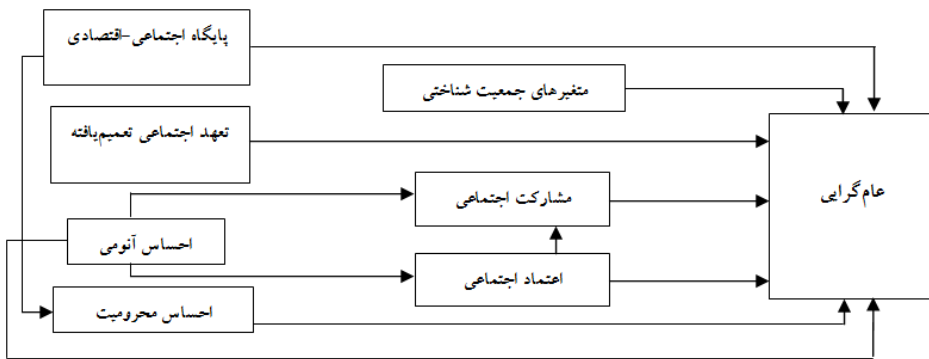 پایگاه اجتماعی-اقتصادی
متغیرهای جمعیت شناختی
تعهد اجتماعی تعمیم‌یافته
عام‌گرایی
مشارکت اجتماعی
احساس آنومی
اعتماد اجتماعی
احساس محرومیت